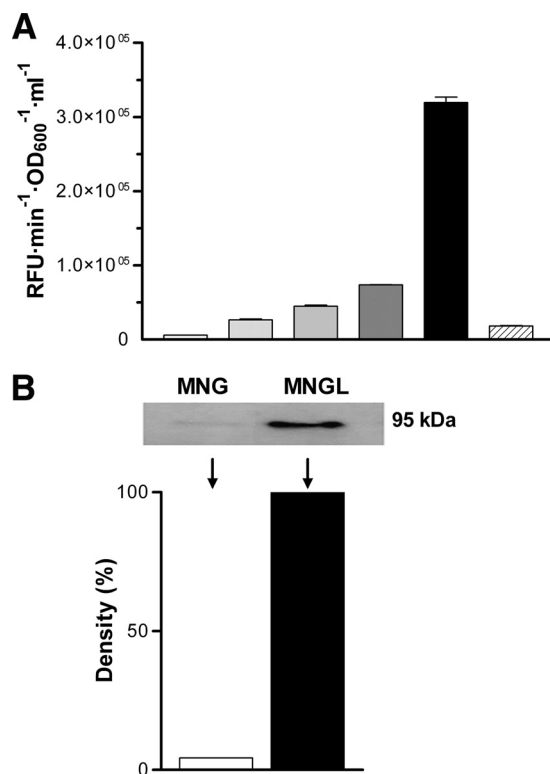 A
4.0×10⁰⁵
3.0×10⁰⁵
2.0×10⁰⁵
1.0×10⁰⁵
0
RFU·min⁻¹·OD₆₀₀⁻¹·ml⁻¹
B
MNG MNGL
95 kDa
100
50
0
Density (%)